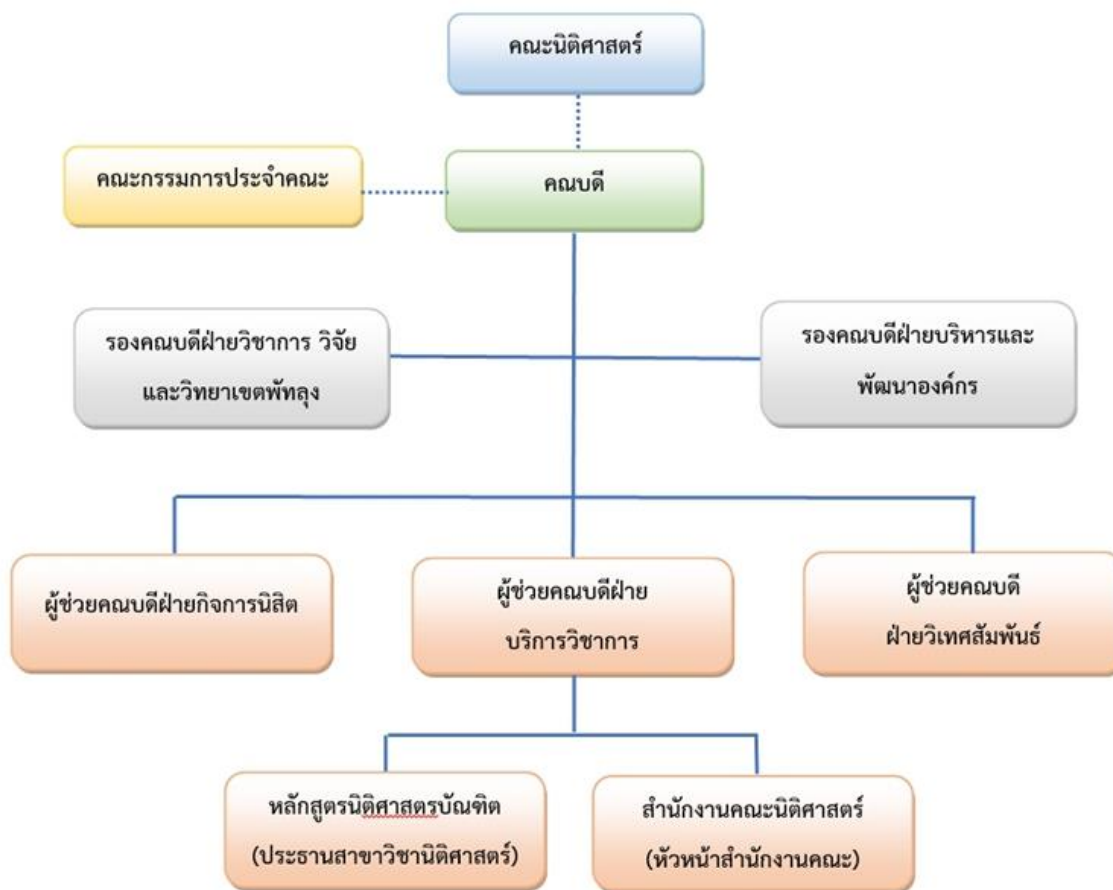 คณะนิติศาสตร์
คณะกรรมการประจำคณะ
คณบดี
รองคณบดีฝ่ายวิชาการ วิจัย
และวิทยาเขตพัทลุง
รองคณบดีฝ่ายบริหารและ
พัฒนาองค์กร
ผู้ช่วยคณบดีฝ่ายกิจการนิสิต
ผู้ช่วยคณบดีฝ่าย
บริการวิชาการ
ผู้ช่วยคณบดี
ฝ่ายวิเทศสัมพันธ์
หลักสูตรนิติศาสตรบัณฑิต
(ประธานสาขาวิชานิติศาสตร์)
สำนักงานคณะนิติศาสตร์
(หัวหน้าสำนักงานคณะ)